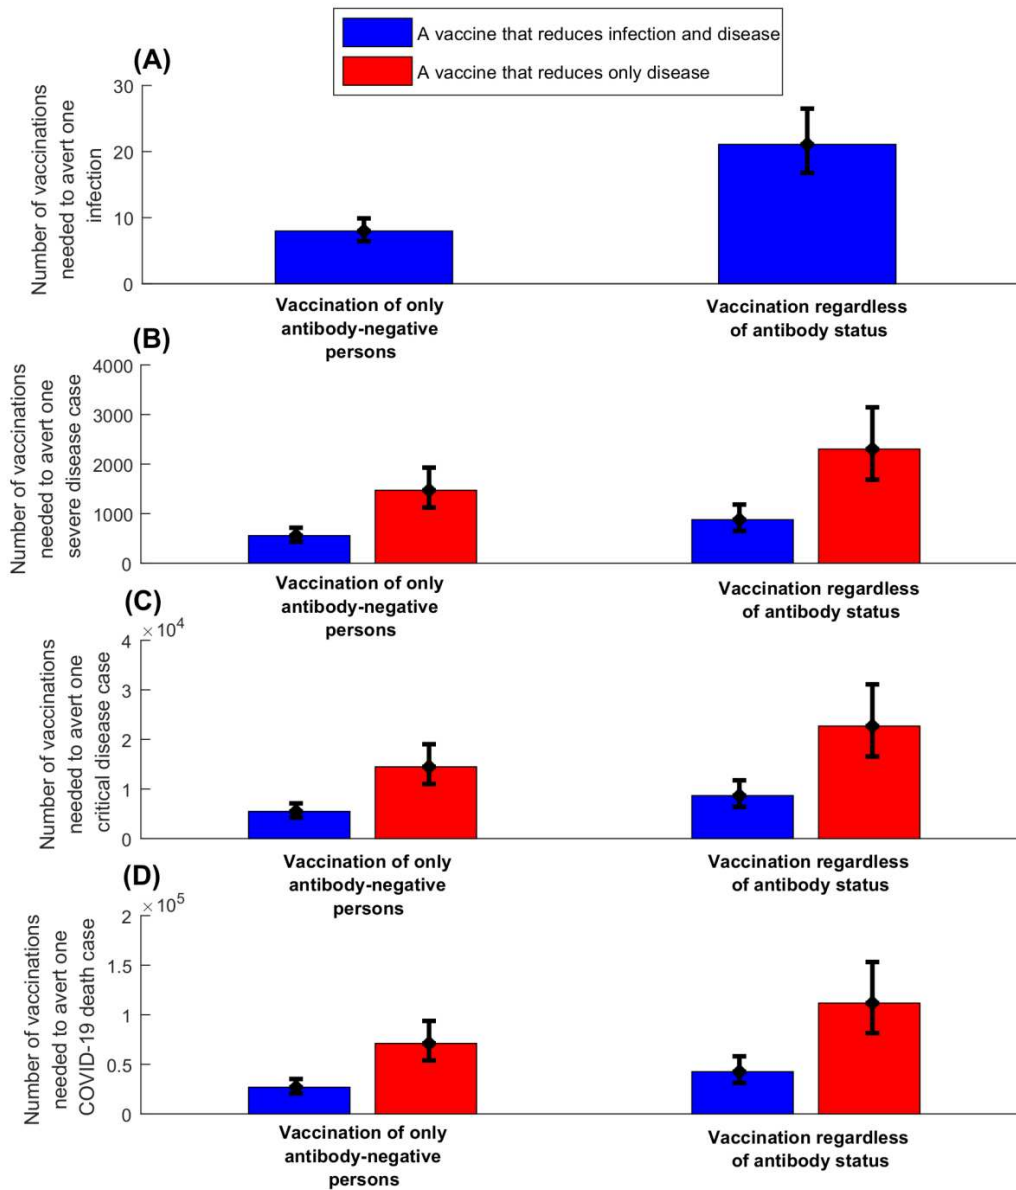 A vaccine that reduces infection and disease
A vaccine that reduces only disease
(A)
Number of vaccinations
needed to avert one
infection
30
20
10
0
Vaccination of only
antibody-negative
persons
Vaccination regardless
of antibody status
(B)
Number of vaccinations
needed to avert one
severe disease case
4000
3000
2000
1000
0
Vaccination of only
antibody-negative
persons
Vaccination regardless
of antibody status
(C)
Number of vaccinations
needed to avert one
critical disease case
×10⁴
4
3
2
1
0
Vaccination of only
antibody-negative
persons
Vaccination regardless
of antibody status
(D)
Number of vaccinations
needed to avert one
COVID-19 death case
×10⁵
2
1.5
1
0.5
0
Vaccination of only
antibody-negative
persons
Vaccination regardless
of antibody status